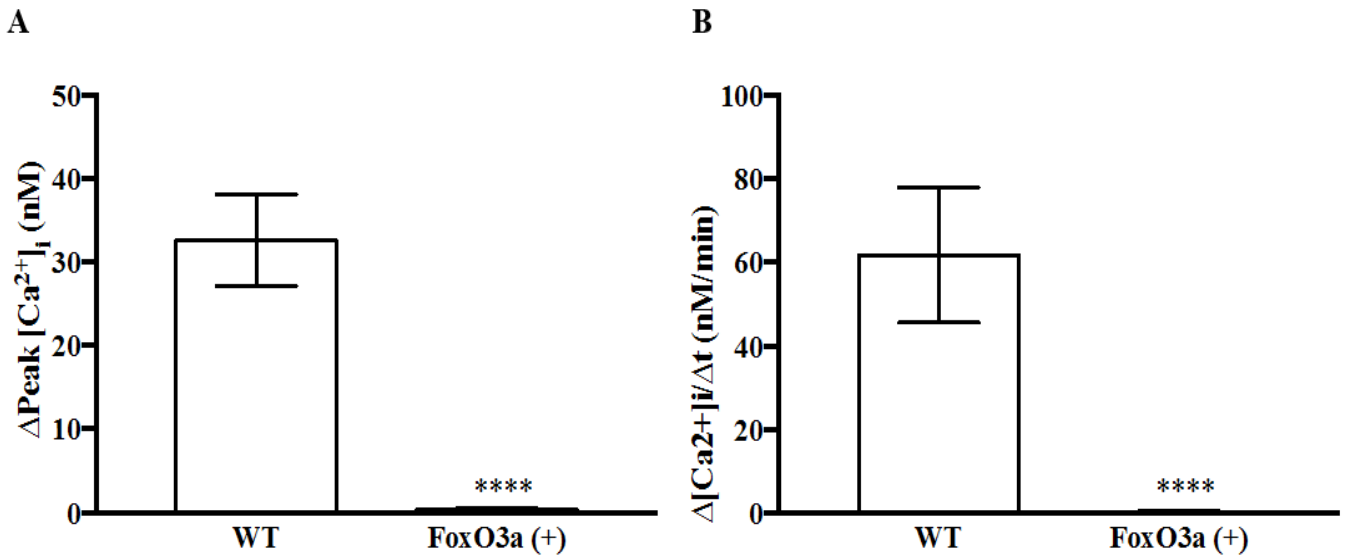 A
ΔPeak [Ca²⁺]ᵢ (nM)
50
40
30
20
10
0
****
WT
FoxO3a (+)
B
Δ[Ca2+]i/Δt (nM/min)
100
80
60
40
20
0
****
WT
FoxO3a (+)